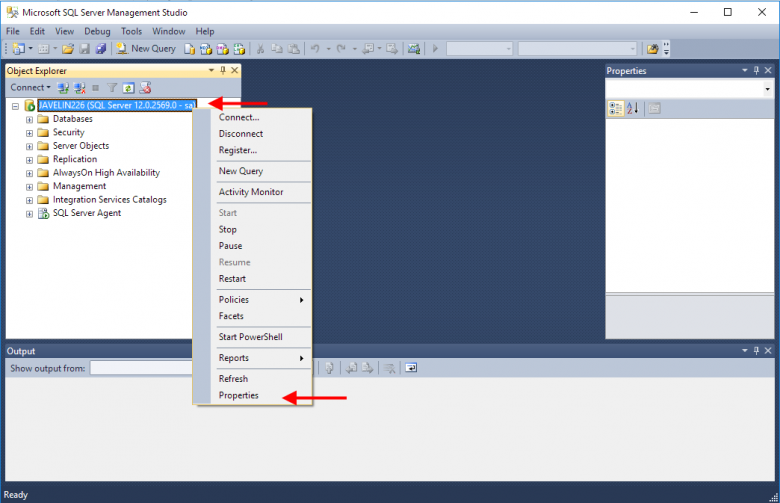 Microsoft SQL Server Management Studio
File Edit View Debug Tools Window Help
New Query
Object Explorer
Connect
JAVELIN226 (SQL Server 12.0.2569.0 - sa)
Databases
Security
Server Objects
Replication
AlwaysOn High Availability
Management
Integration Services Catalogs
SQL Server Agent
Connect...
Disconnect
Register...
New Query
Activity Monitor
Start
Stop
Pause
Resume
Restart
Policies
Facets
Start PowerShell
Reports
Refresh
Properties
Properties
Output
Show output from:
Ready